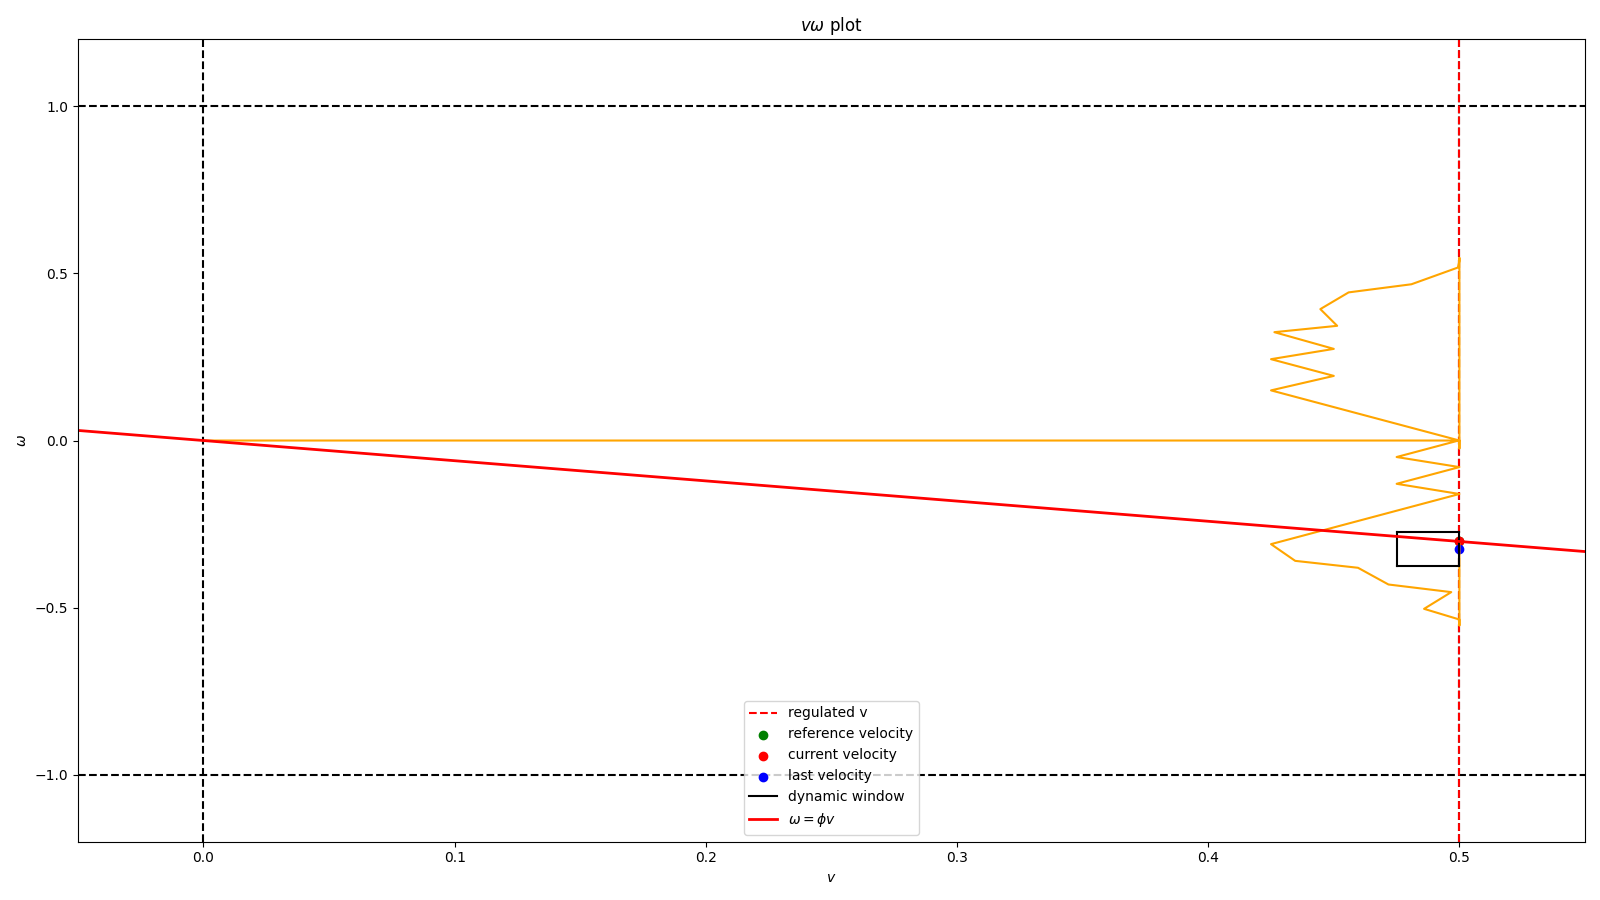 vω plot
1.0
0.5
0.0
−0.5
−1.0
ω
0.0
0.1
0.2
0.3
0.4
0.5
v
regulated v
reference velocity
current velocity
last velocity
dynamic window
ω = ϕv